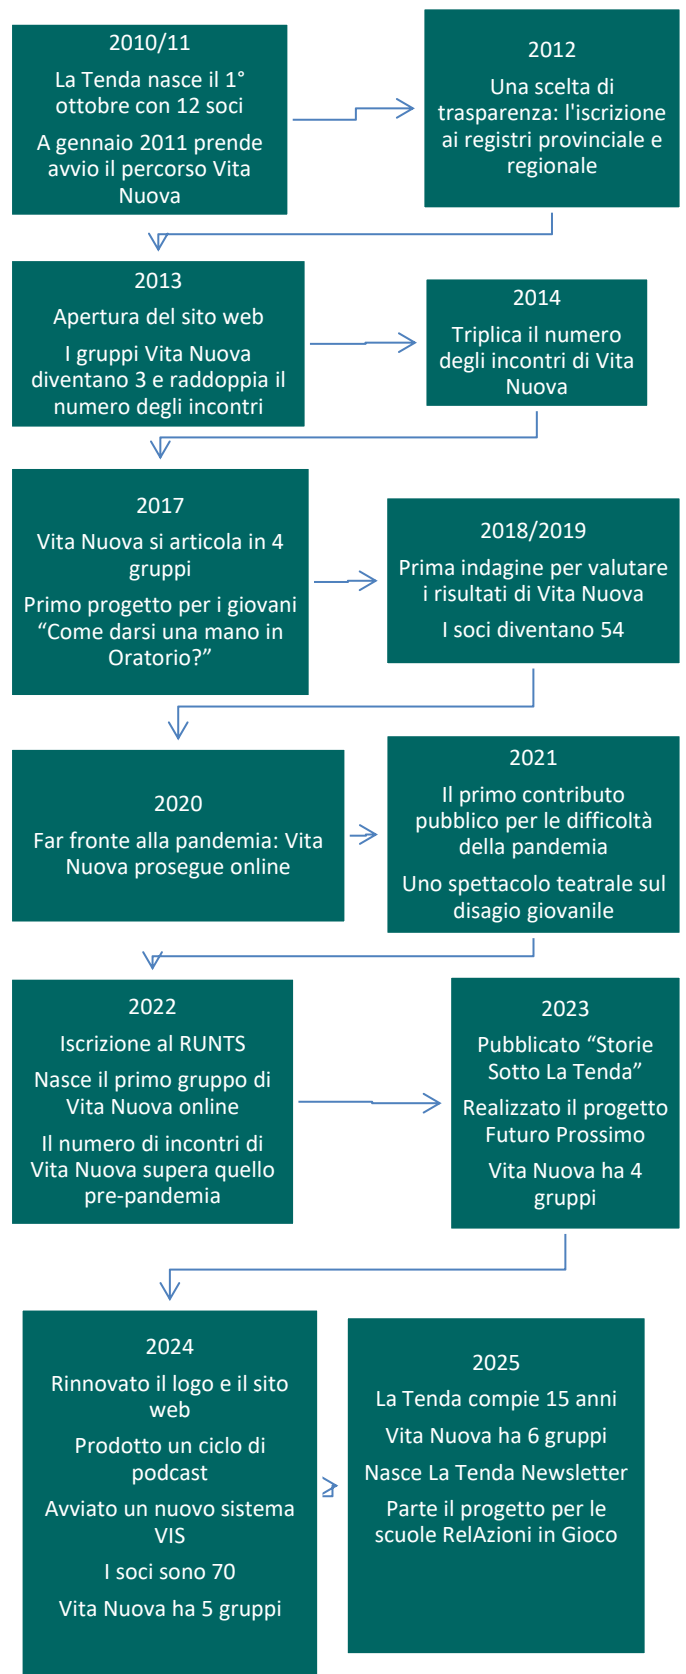 2010/11
La Tenda nasce il 1°
ottobre con 12 soci
A gennaio 2011 prende
avvio il percorso Vita
Nuova
2012
Una scelta di
trasparenza: l'iscrizione
ai registri provinciale e
regionale
2013
Apertura del sito web
I gruppi Vita Nuova
diventano 3 e raddoppia il
numero degli incontri
2014
Triplica il numero
degli incontri di Vita
Nuova
2017
Vita Nuova si articola in 4
gruppi
Primo progetto per i giovani
“Come darsi una mano in
Oratorio?”
2018/2019
Prima indagine per valutare
i risultati di Vita Nuova
I soci diventano 54
2020
Far fronte alla pandemia: Vita
Nuova prosegue online
2021
Il primo contributo
pubblico per le difficoltà
della pandemia
Uno spettacolo teatrale sul
disagio giovanile
2022
Iscrizione al RUNTS
Nasce il primo gruppo di
Vita Nuova online
Il numero di incontri di
Vita Nuova supera quello
pre-pandemia
2023
Pubblicato “Storie
Sotto La Tenda”
Realizzato il progetto
Futuro Prossimo
Vita Nuova ha 4
gruppi
2024
Rinnovato il logo e il sito
web
Prodotto un ciclo di
podcast
Avviato un nuovo sistema
VIS
I soci sono 70
Vita Nuova ha 5 gruppi
2025
La Tenda compie 15 anni
Vita Nuova ha 6 gruppi
Nasce La Tenda Newsletter
Parte il progetto per le
scuole RelAzioni in Gioco